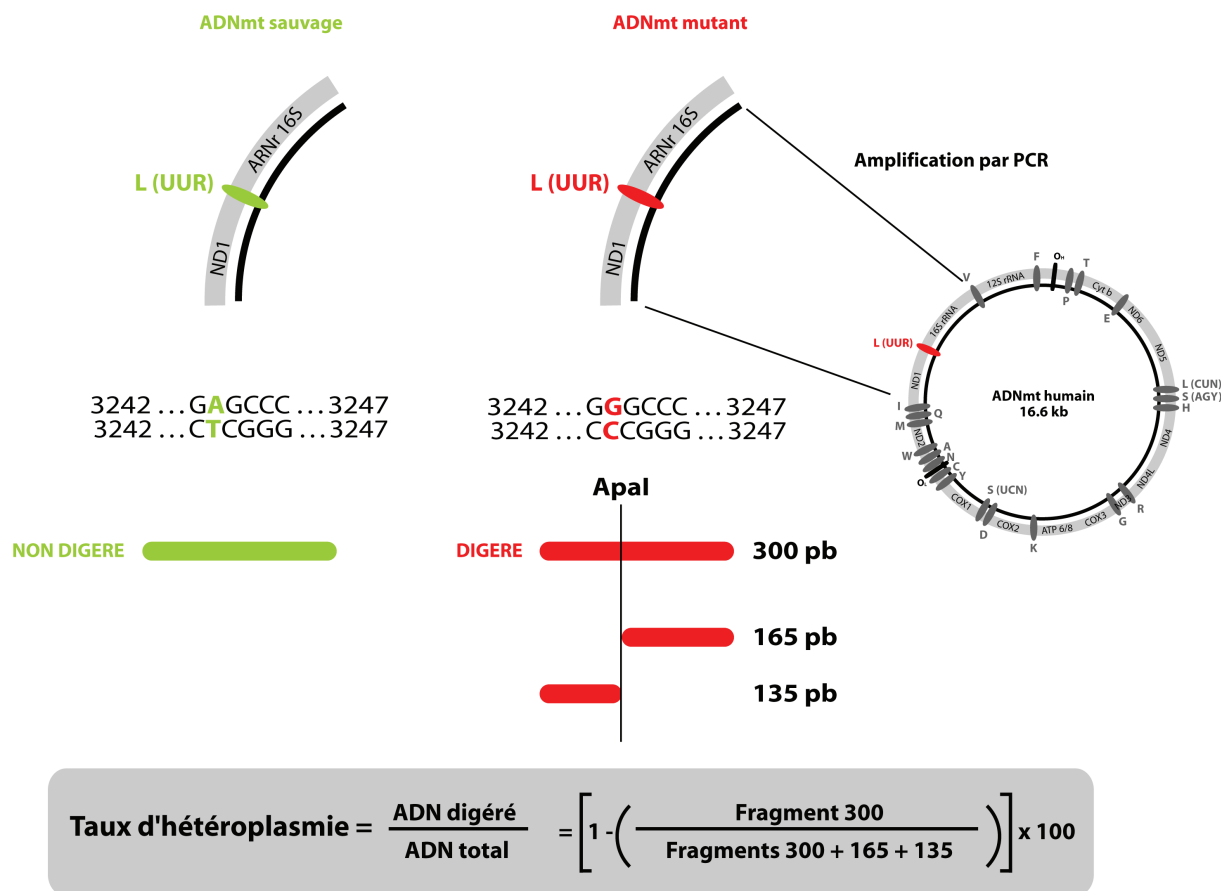 ADNmt sauvage
ADNmt mutant
ARNr 16S
L (UUR)
ND1
ARNr 16S
L (UUR)
ND1
Amplification par PCR
F
OH
T
V
12S rRNA
P
Cyt b
E
ND6
16S rRNA
L (UUR)
ND5
ND1
ADNmt humain
16.6 kb
L (CUN)
S (AGY)
H
I
Q
M
ND2
ND4
W
A
N
C
Y
OL
ND4L
COX1
S (UCN)
D
COX2
K
ATP 6/8
COX3
G
ND3
R
3242 ...GAGCCC ...3247
3242 ...CTCGGG ...3247
3242 ...GGGCCC ...3247
3242 ...CCCGGG ...3247
ApaI
NON DIGERE
DIGERE
300 pb
165 pb
135 pb
Taux d'hétéroplasmie = ADN digéré / ADN total = [1 - (Fragment 300 / Fragments 300 + 165 + 135)] x 100